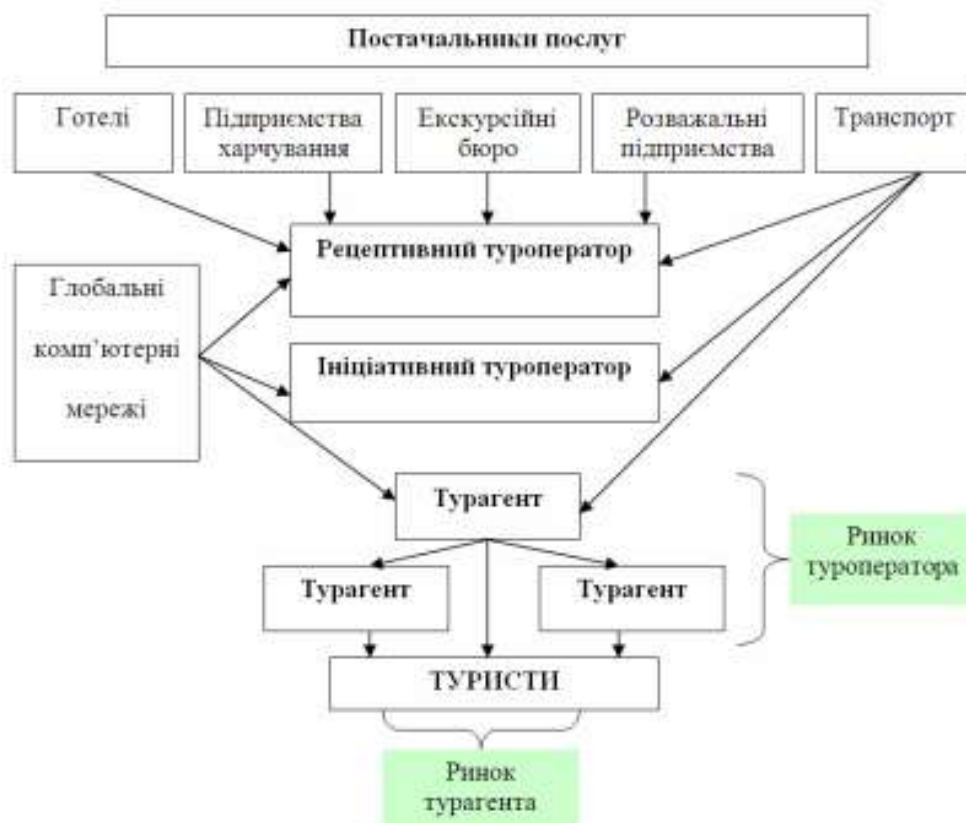 Постачальники послуг
Готелі
Підприємства
харчування
Екскурсійні
бюро
Розважальні
підприємства
Транспорт
Рецептивний туроператор
Глобальні
комп’ютерні
мережі
Ініціативний туроператор
Турагент
Ринок
туроператора
Турагент
Турагент
ТУРИСТИ
Ринок
турагента